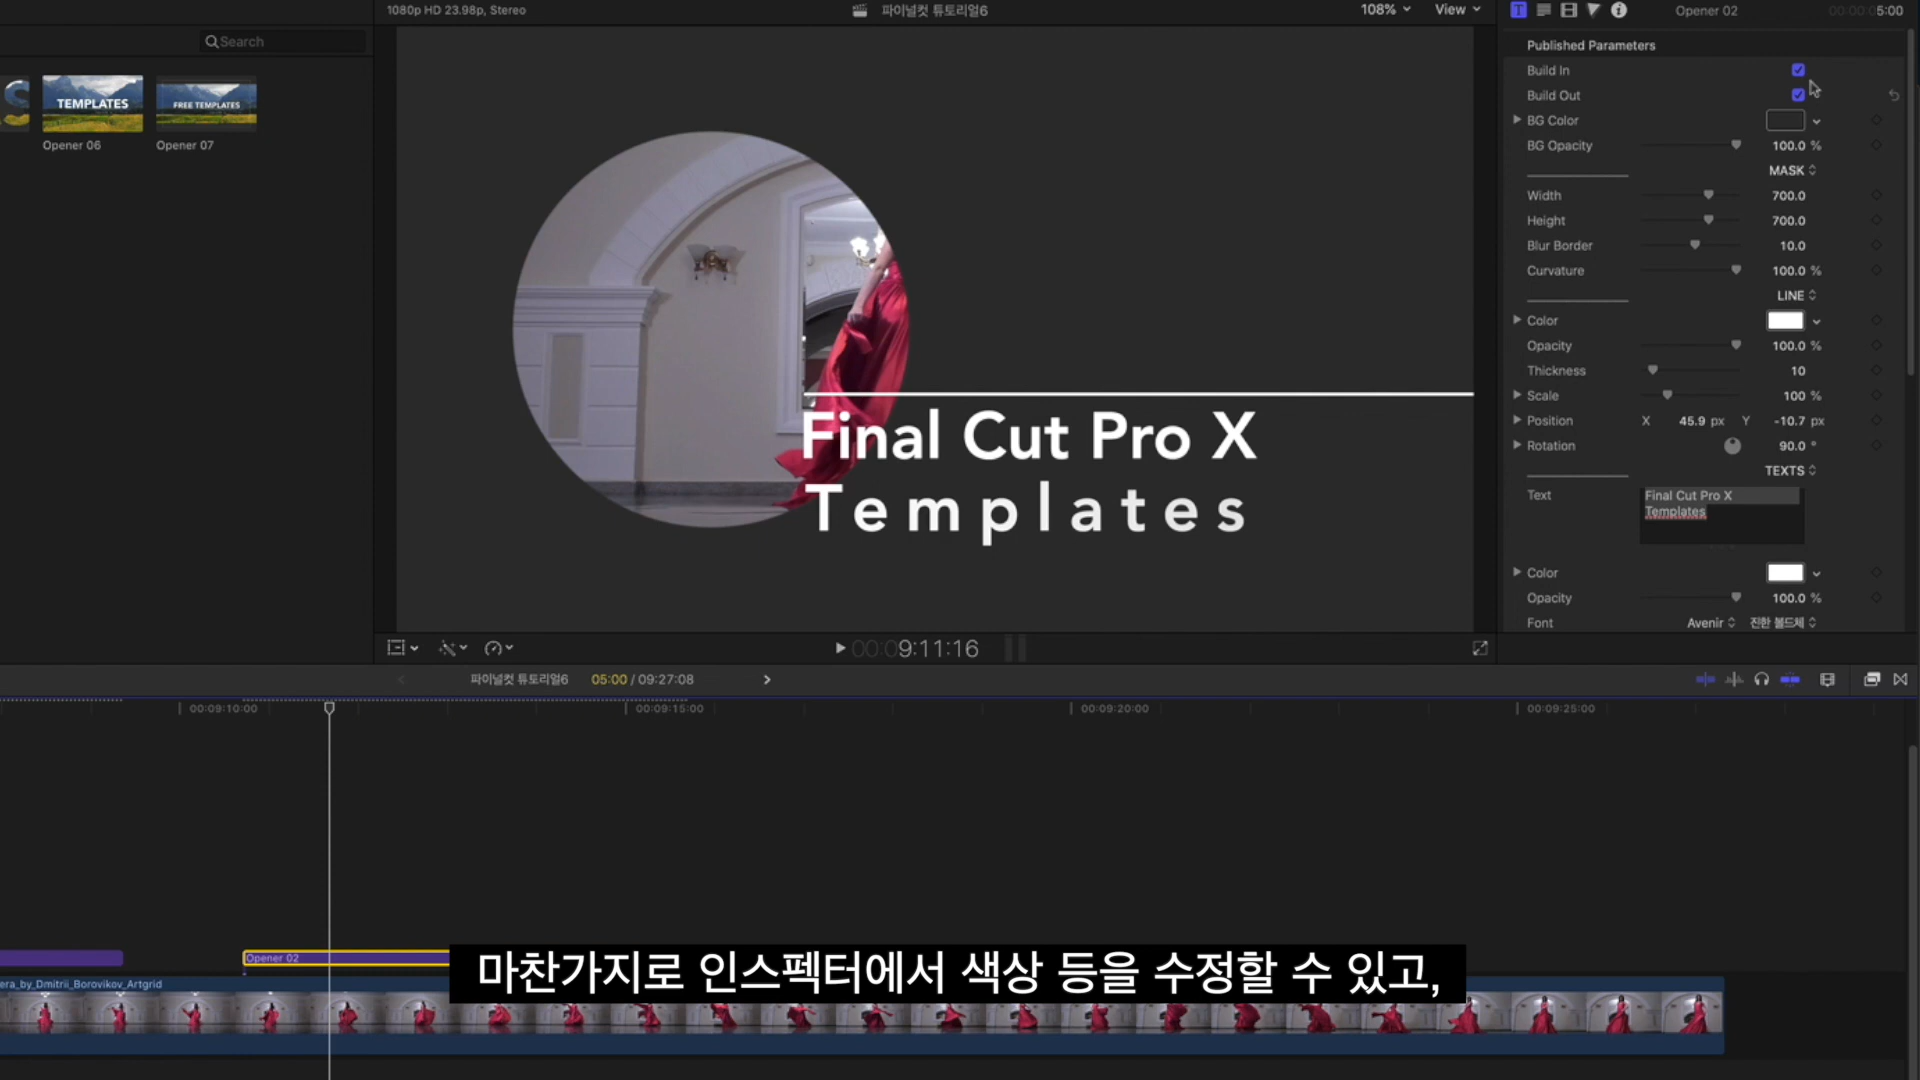 1080p HD 23.98p, Stereo
파이널컷 튜토리얼6
108%
View
Opener 02
00:00:05:00
Search
TEMPLATES
FREE TEMPLATES
Opener 06
Opener 07
Final Cut Pro X
Templates
Published Parameters
Build In
Build Out
BG Color
BG Opacity 100.0 %
MASK
Width 700.0
Height 700.0
Blur Border 10.0
Curvature 100.0 %
LINE
Color
Opacity 100.0 %
Thickness 10
Scale 100 %
Position X 45.9 px Y -10.7 px
Rotation 90.0 °
TEXTS
Text Final Cut Pro X
Templates
Color
Opacity 100.0 %
Font Avenir 진한 볼드체
00:09:11:16
파이널컷 튜토리얼6 05:00 / 09:27:08
00:09:10:00
00:09:15:00
00:09:20:00
00:09:25:00
Opener 02
era_by_Dmitrii_Borovikov_Artgrid
마찬가지로 인스펙터에서 색상 등을 수정할 수 있고,